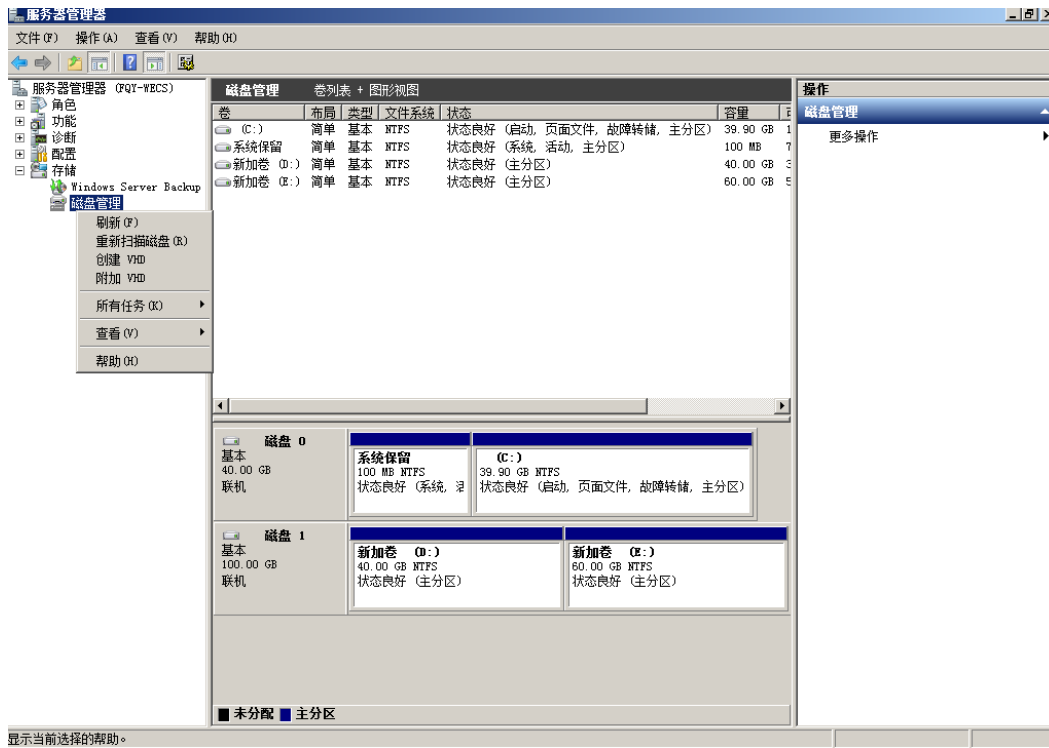 服务器管理器
文件(F) 操作(A) 查看(V) 帮助(H)
服务器管理器 (FQY-WECS)
角色
功能
诊断
配置
存储
Windows Server Backup
磁盘管理
刷新(F)
重新扫描磁盘(R)
创建 VHD
附加 VHD
所有任务(K)
查看(V)
帮助(H)
磁盘管理 卷列表 + 图形视图
卷 布局 类型 文件系统 状态 容量
(C:) 简单 基本 NTFS 状态良好 (启动, 页面文件, 故障转储, 主分区) 39.90 GB 1
系统保留 简单 基本 NTFS 状态良好 (系统, 活动, 主分区) 100 MB 7
新加卷 (D:) 简单 基本 NTFS 状态良好 (主分区) 40.00 GB 3
新加卷 (E:) 简单 基本 NTFS 状态良好 (主分区) 60.00 GB 5
磁盘 0
基本
40.00 GB
联机
系统保留
100 MB NTFS
状态良好 (系统, 活
(C:)
39.90 GB NTFS
状态良好 (启动, 页面文件, 故障转储, 主分区)
磁盘 1
基本
100.00 GB
联机
新加卷 (D:)
40.00 GB NTFS
状态良好 (主分区)
新加卷 (E:)
60.00 GB NTFS
状态良好 (主分区)
未分配 主分区
操作
磁盘管理
更多操作
显示当前选择的帮助。